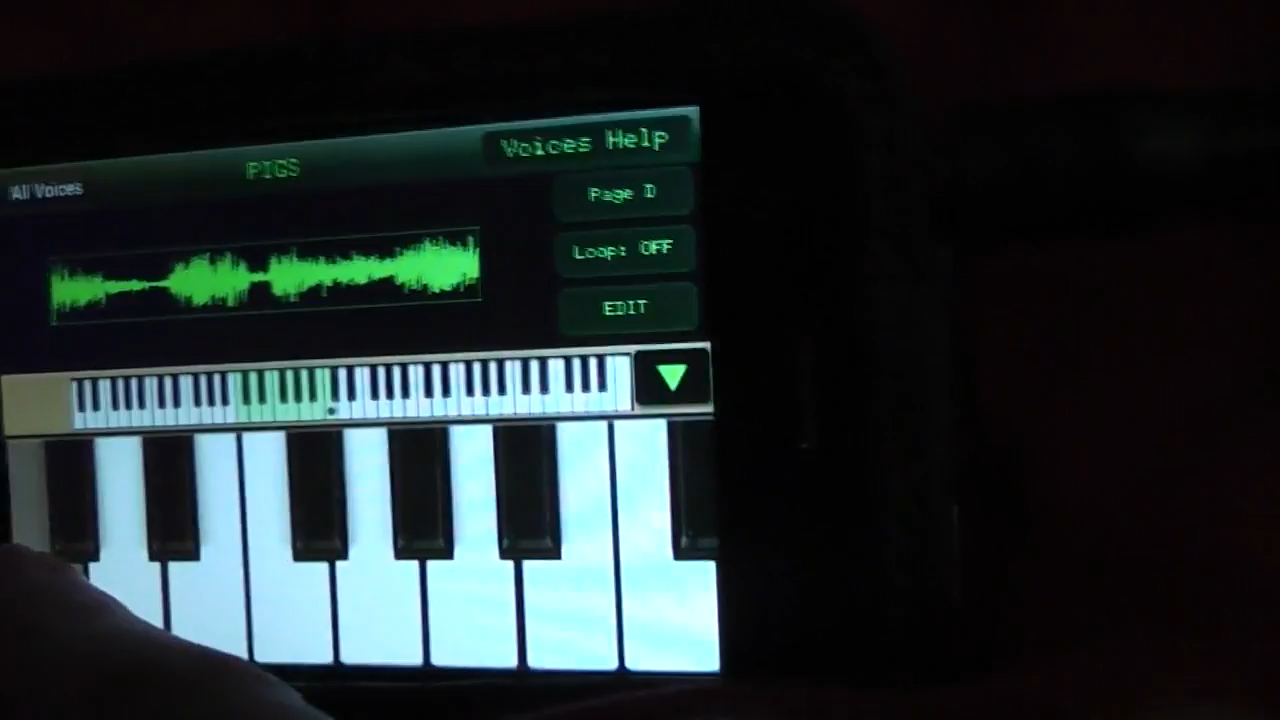 Voices Help
PIGS
All Voices
Page D
Loop: OFF
EDIT